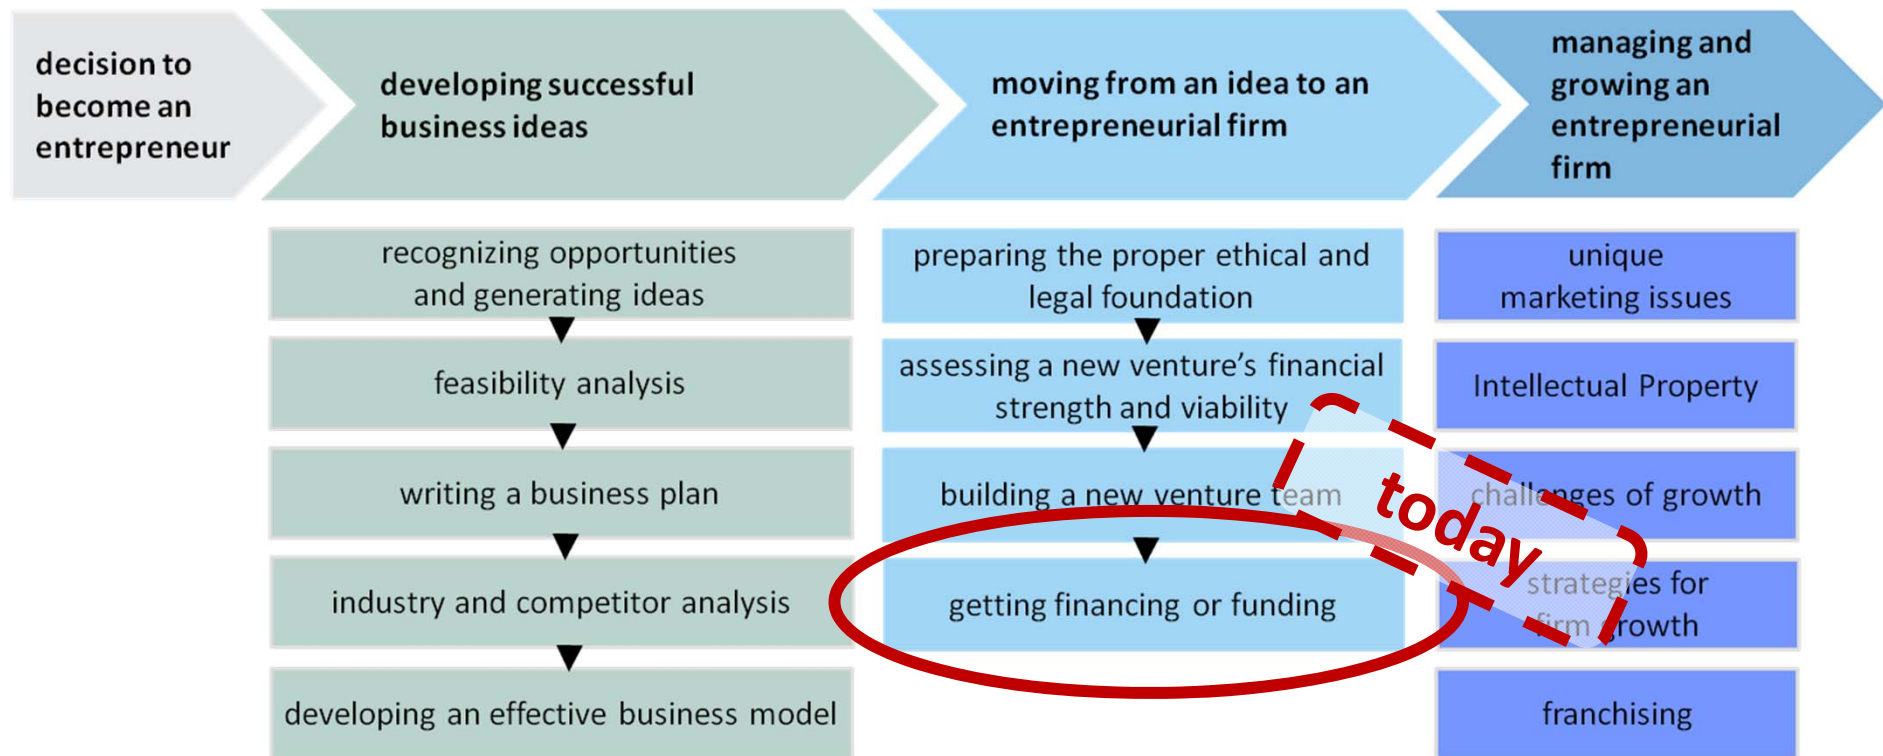 decision to
become an
entrepreneur
developing successful
business ideas
moving from an idea to an
entrepreneurial firm
managing and
growing an
entrepreneurial
firm
recognizing opportunities
and generating ideas
feasibility analysis
writing a business plan
industry and competitor analysis
developing an effective business model
preparing the proper ethical and
legal foundation
assessing a new venture's financial
strength and viability
building a new venture team
getting financing or funding
unique
marketing issues
Intellectual Property
challenges of growth
strategies for
firm growth
franchising
today